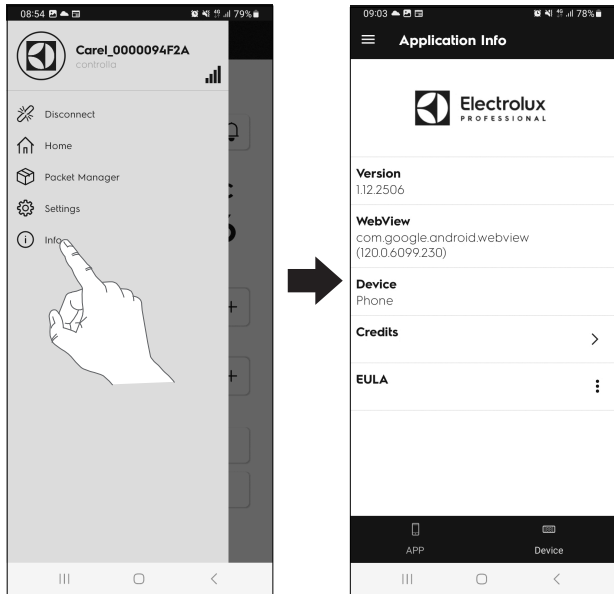 08:54
79%
Carel_0000094F2A
controlla
Disconnect
Home
Packet Manager
Settings
Info
C
09:03
78%
Application Info
Electrolux
PROFESSIONAL
Version
1.12.2506
WebView
com.google.android.webview
(120.0.6099.230)
Device
Phone
Credits
EULA
APP
Device